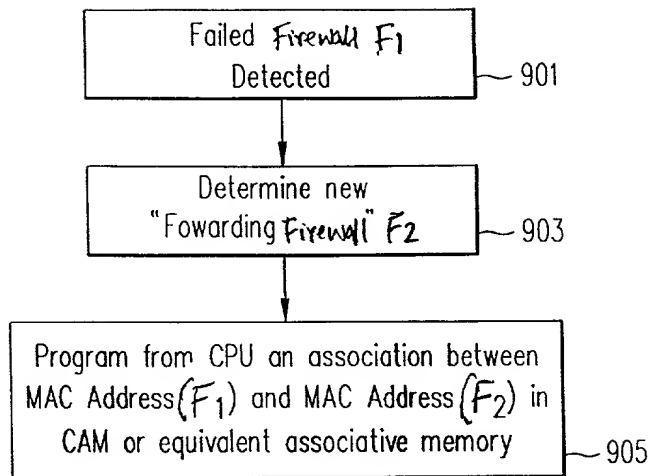 Failed Firewall F1
Detected
901
Determine new
"Fowarding Firewall" F2
903
Program from CPU an association between
MAC Address (F1) and MAC Address (F2) in
CAM or equivalent associative memory
905